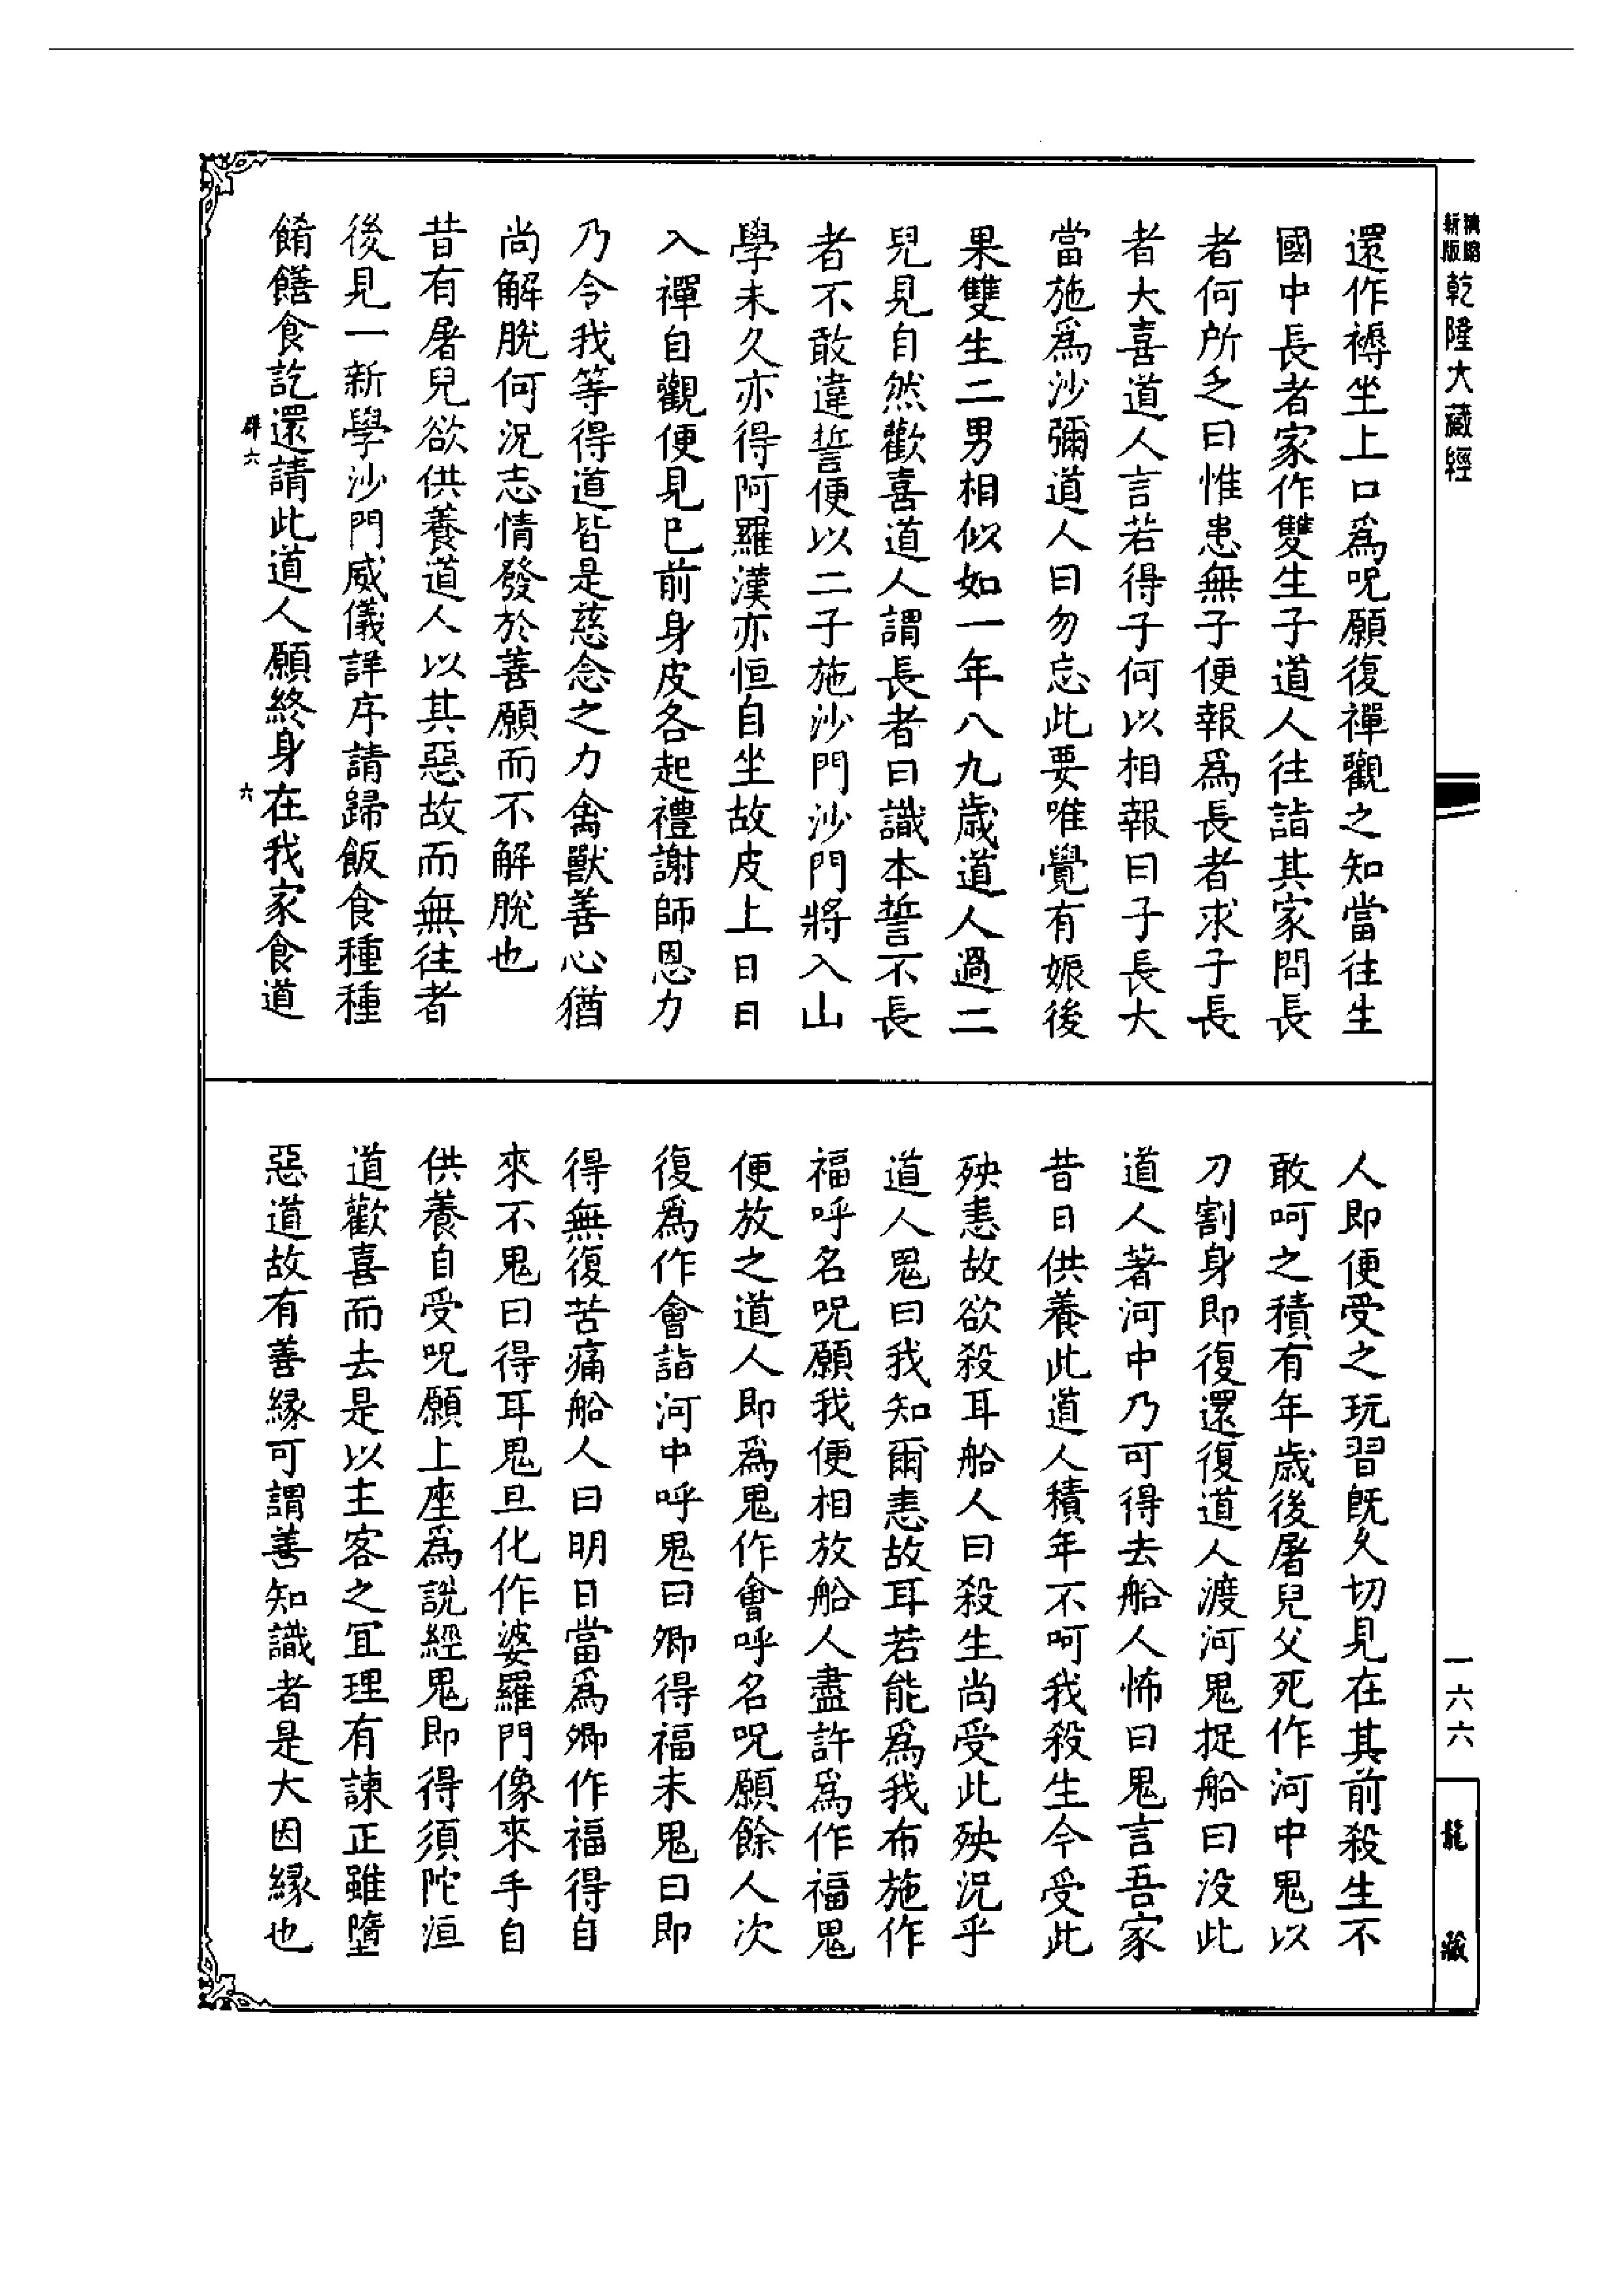 新版精縮乾隆大藏經
一六六
龍藏
還作褥坐上口爲呪願復禪觀之知當往生
國中長者家作雙生子道人往詣其家問長
者何所乏曰惟患無子便報爲長者求子長
者大喜道人言若得子何以相報曰子長大
當施爲沙彌道人曰勿忘此要唯覺有娠後
果雙生二男相似如一年八九歲道人過二
兒見自然歡喜道人謂長者曰識本誓不長
者不敢違誓便以二子施沙門沙門將入山
學未久亦得阿羅漢亦恒自坐故皮上日日
入禪自觀便見已前身皮各起禮謝師恩力
乃令我等得道皆是慈念之力禽獸善心猶
尚解脫何況志情發於善願而不解脫也
昔有屠兒欲供養道人以其惡故而無往者
後見一新學沙門威儀詳序請歸飯食種種
餚饍食訖還請此道人願終身在我家食道
人即便受之玩習既久切見在其前殺生不
敢呵之積有年歲後屠兒父死作河中鬼以
刀割身即復還復道人渡河鬼捉船曰沒此
道人著河中乃可得去船人怖曰鬼言吾家
昔日供養此道人積年不呵我殺生今受此
殃恚故欲殺耳船人曰殺生尚受此殃況乎
道人鬼曰我知爾恚故耳若能爲我布施作
福呼名呪願我便相放船人盡許爲作福鬼
便放之道人即爲鬼作會呼名呪願餘人次
復爲作會詣河中呼鬼曰卿得福未鬼曰即
得無復苦痛船人曰明日當爲卿作福得自
來不鬼曰得耳鬼旦化作婆羅門像來手自
供養自受呪願上座爲說經鬼即得須陀洹
道歡喜而去是以主客之宜理有諫正雖墮
惡道故有善緣可謂善知識者是大因緣也
六
六